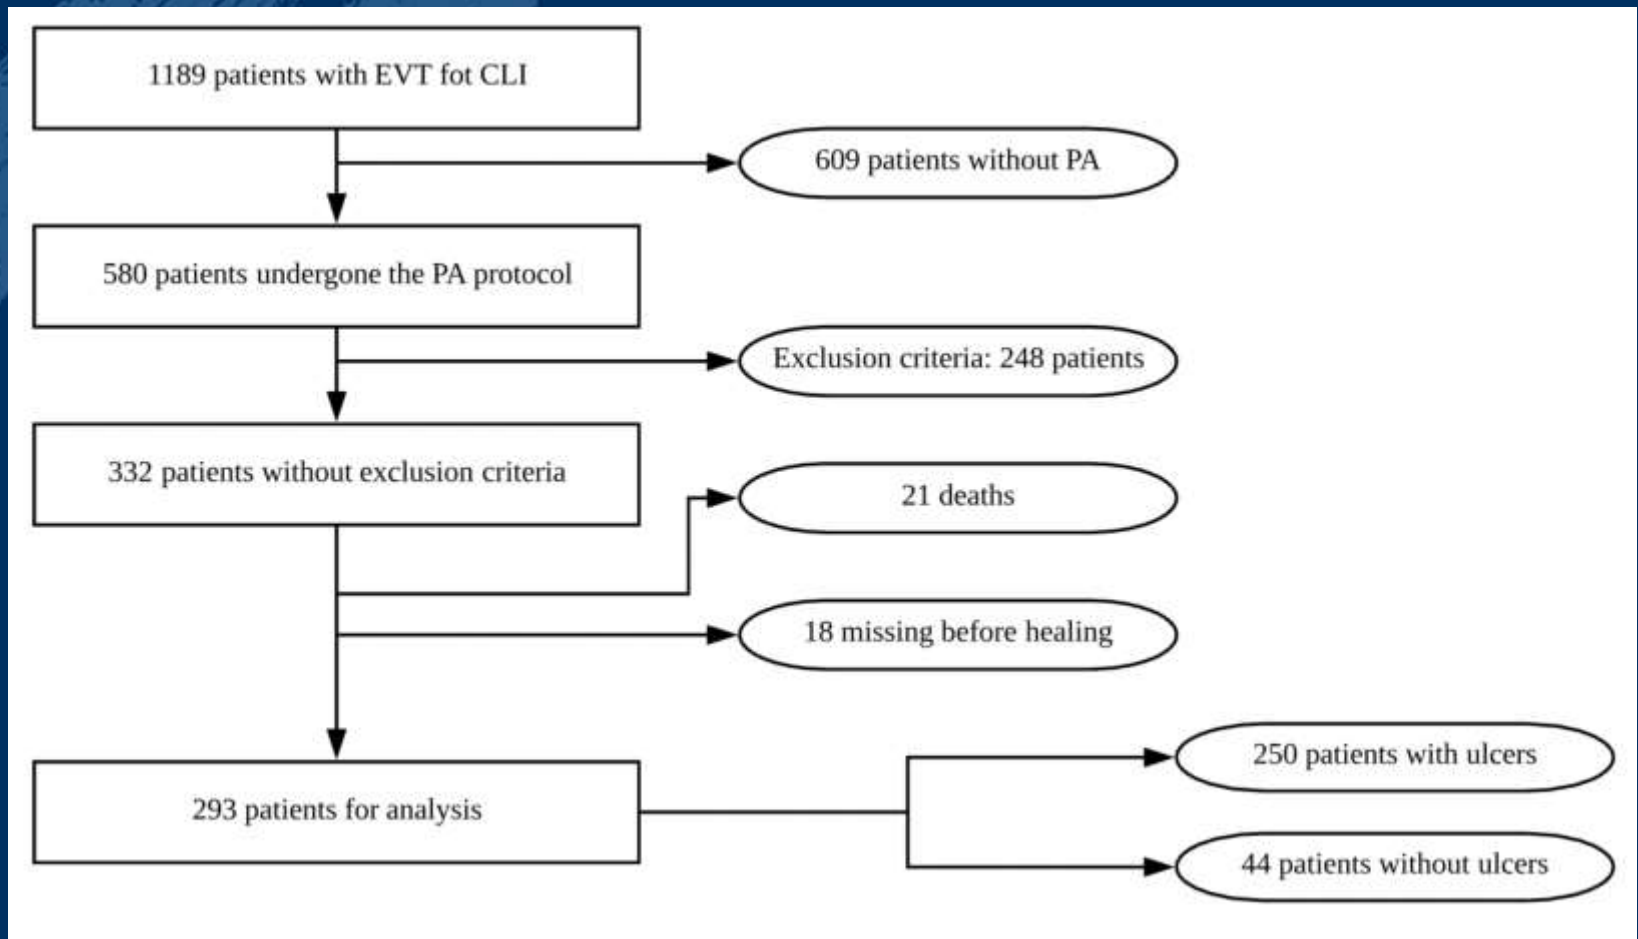 1189 patients with EVT fot CLI
609 patients without PA
580 patients undergone the PA protocol
Exclusion criteria: 248 patients
332 patients without exclusion criteria
21 deaths
18 missing before healing
250 patients with ulcers
293 patients for analysis
44 patients without ulcers